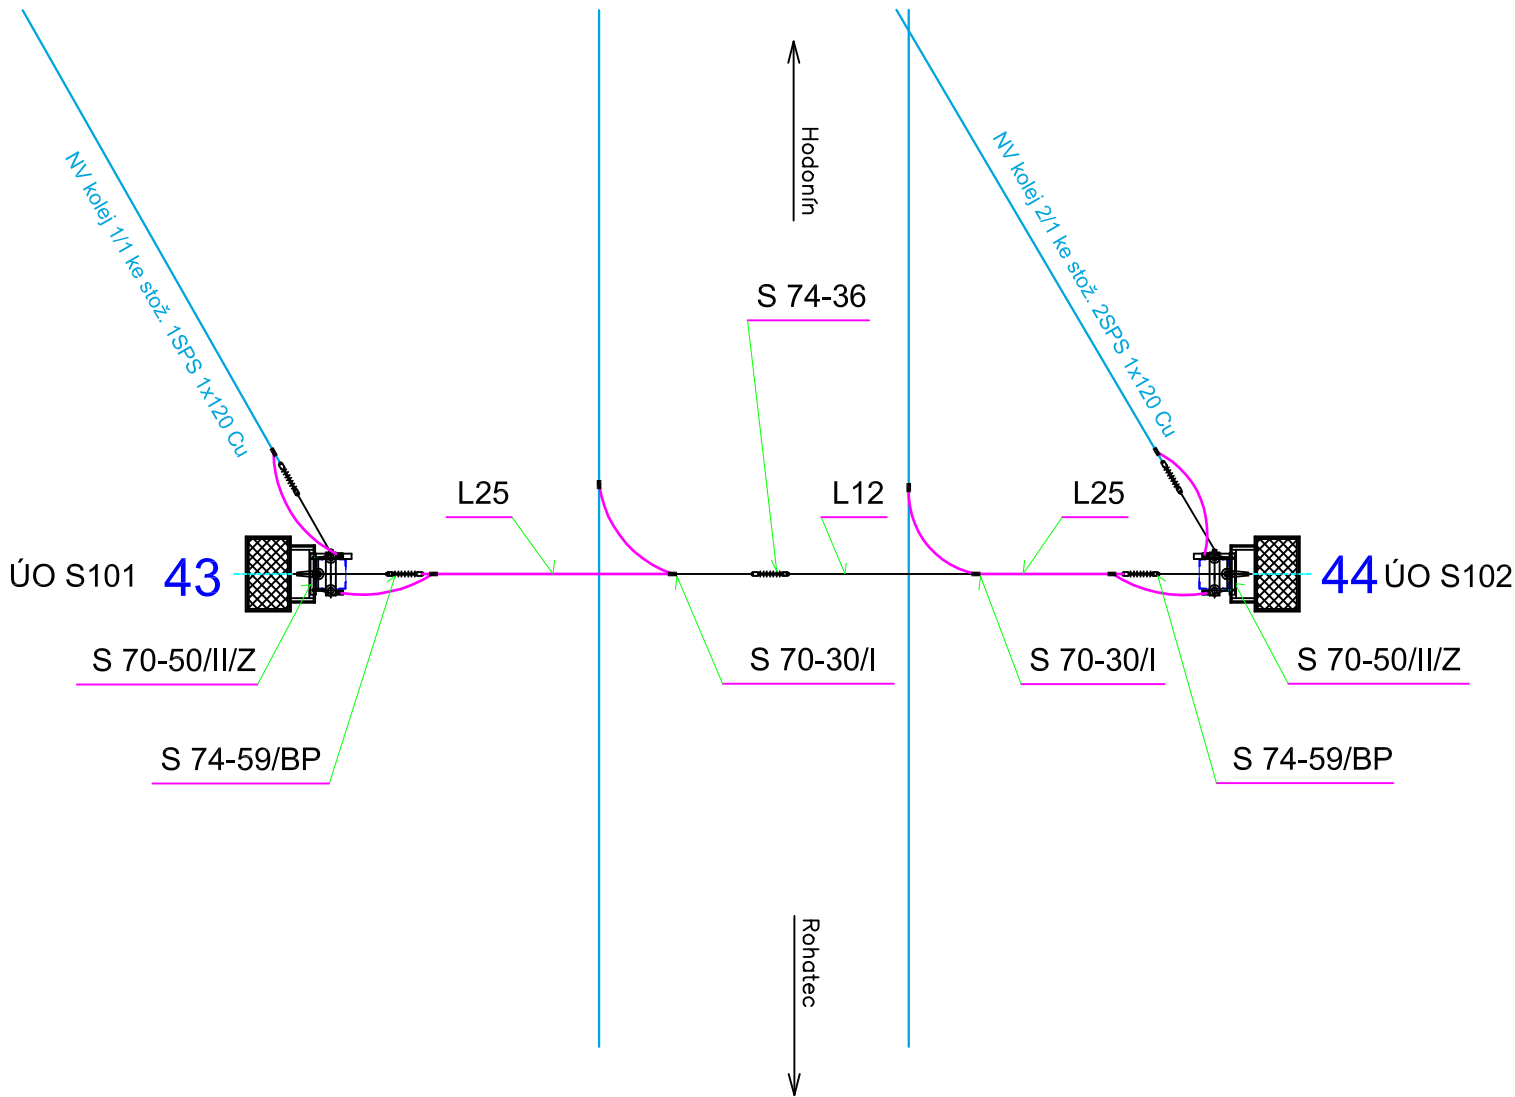 Hodonín
NV kolej 1/1 ke stož. 1SPS 1x120 Cu
NV kolej 2/1 ke stož. 2SPS 1x120 Cu
S 74-36
L25
L12
L25
ÚO S101
43
44
ÚO S102
S 70-50/II/Z
S 70-30/I
S 70-30/I
S 70-50/II/Z
S 74-59/BP
S 74-59/BP
Rohatec